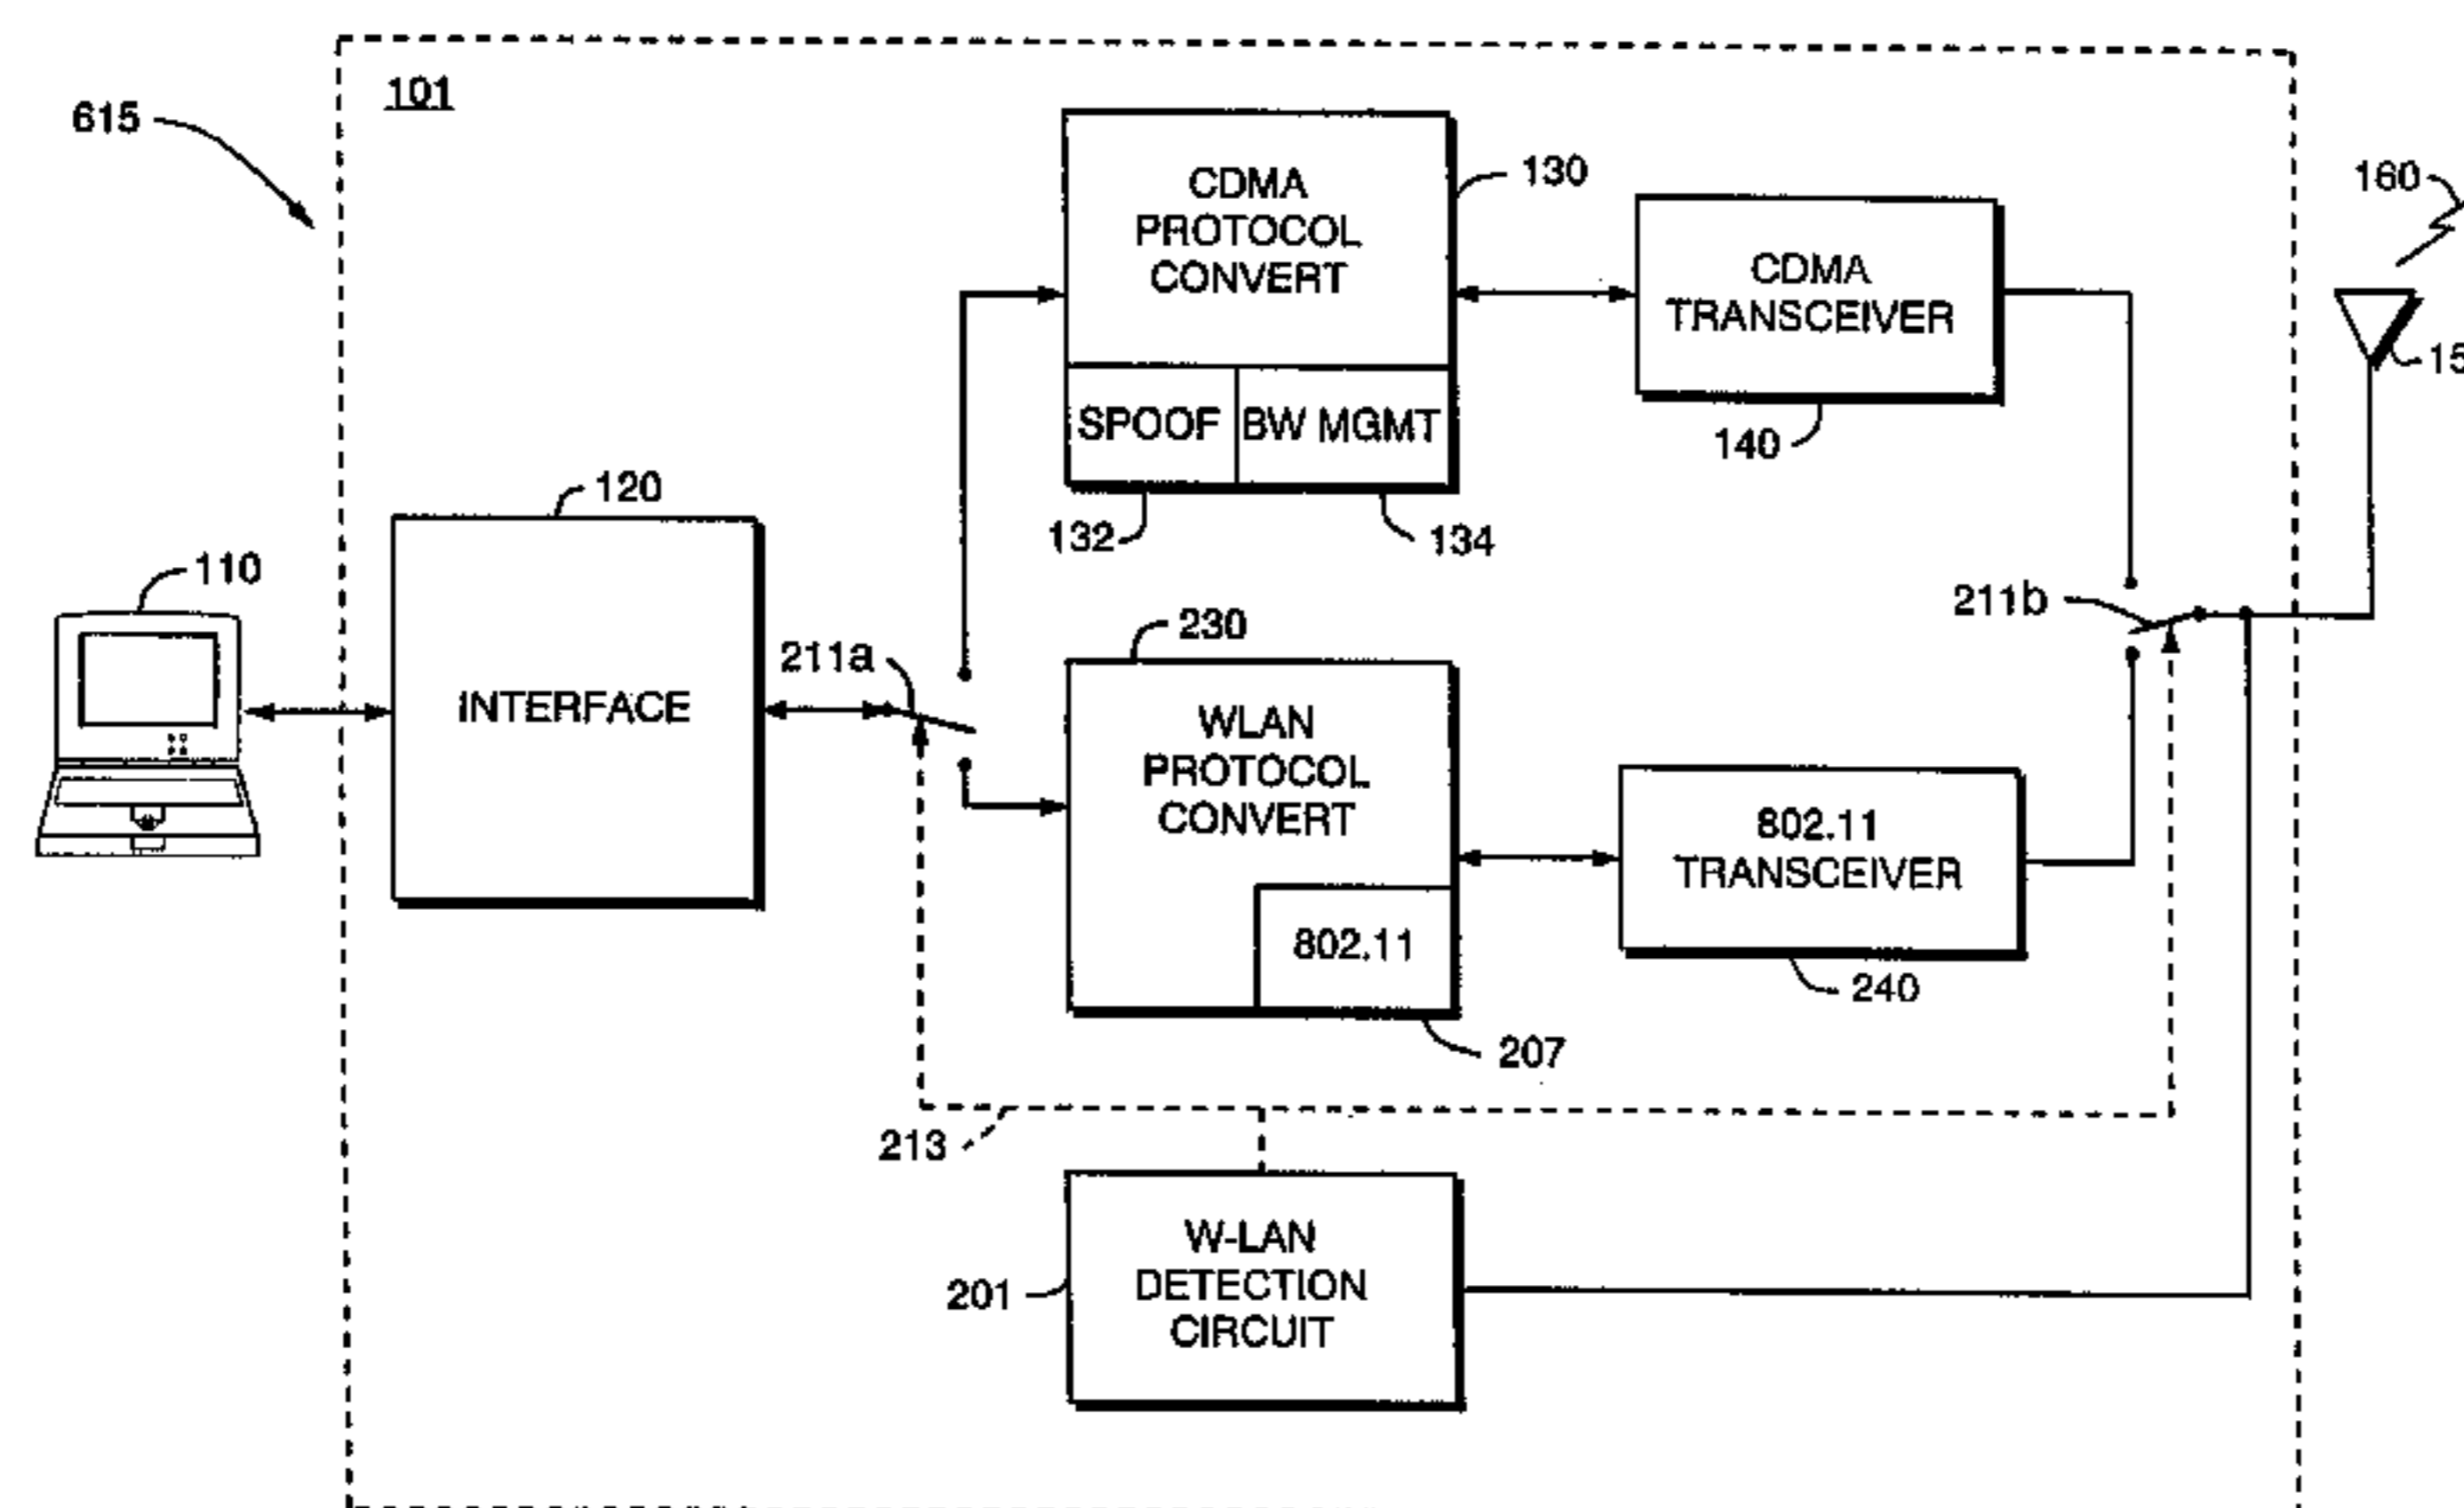 101
615
CDMA
PROTOCOL
CONVERT
130
SPOOF
BW MGMT
132
134
CDMA
TRANSCEIVER
140
160
15
120
INTERFACE
110
211a
211b
230
WLAN
PROTOCOL
CONVERT
802.11
207
802.11
TRANSCEIVER
240
213
201
W-LAN
DETECTION
CIRCUIT